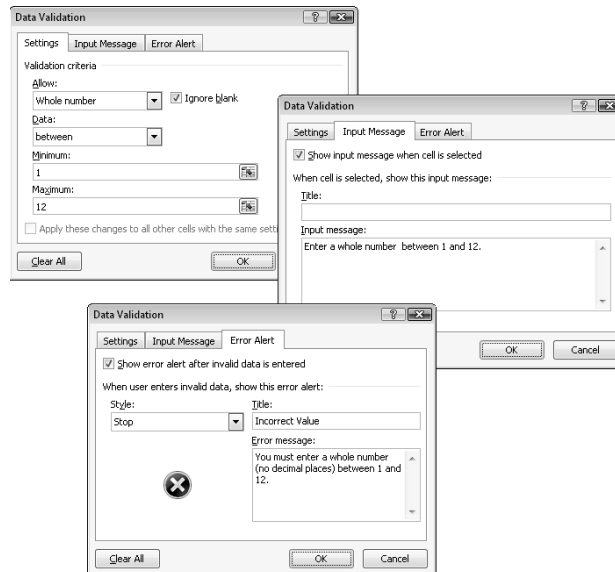 Data Validation
Settings Input Message Error Alert
Validation criteria
Allow:
Whole number Ignore blank
Data:
between
Minimum:
1
Maximum:
12
Apply these changes to all other cells with the same setti
Clear All OK
Data Validation
Settings Input Message Error Alert
Show input message when cell is selected
When cell is selected, show this input message:
Title:
Input message:
Enter a whole number between 1 and 12.
OK Cancel
Data Validation
Settings Input Message Error Alert
Show error alert after invalid data is entered
When user enters invalid data, show this error alert:
Style: Title:
Stop Incorrect Value
Error message:
You must enter a whole number
(no decimal places) between 1 and
12.
Clear All OK Cancel